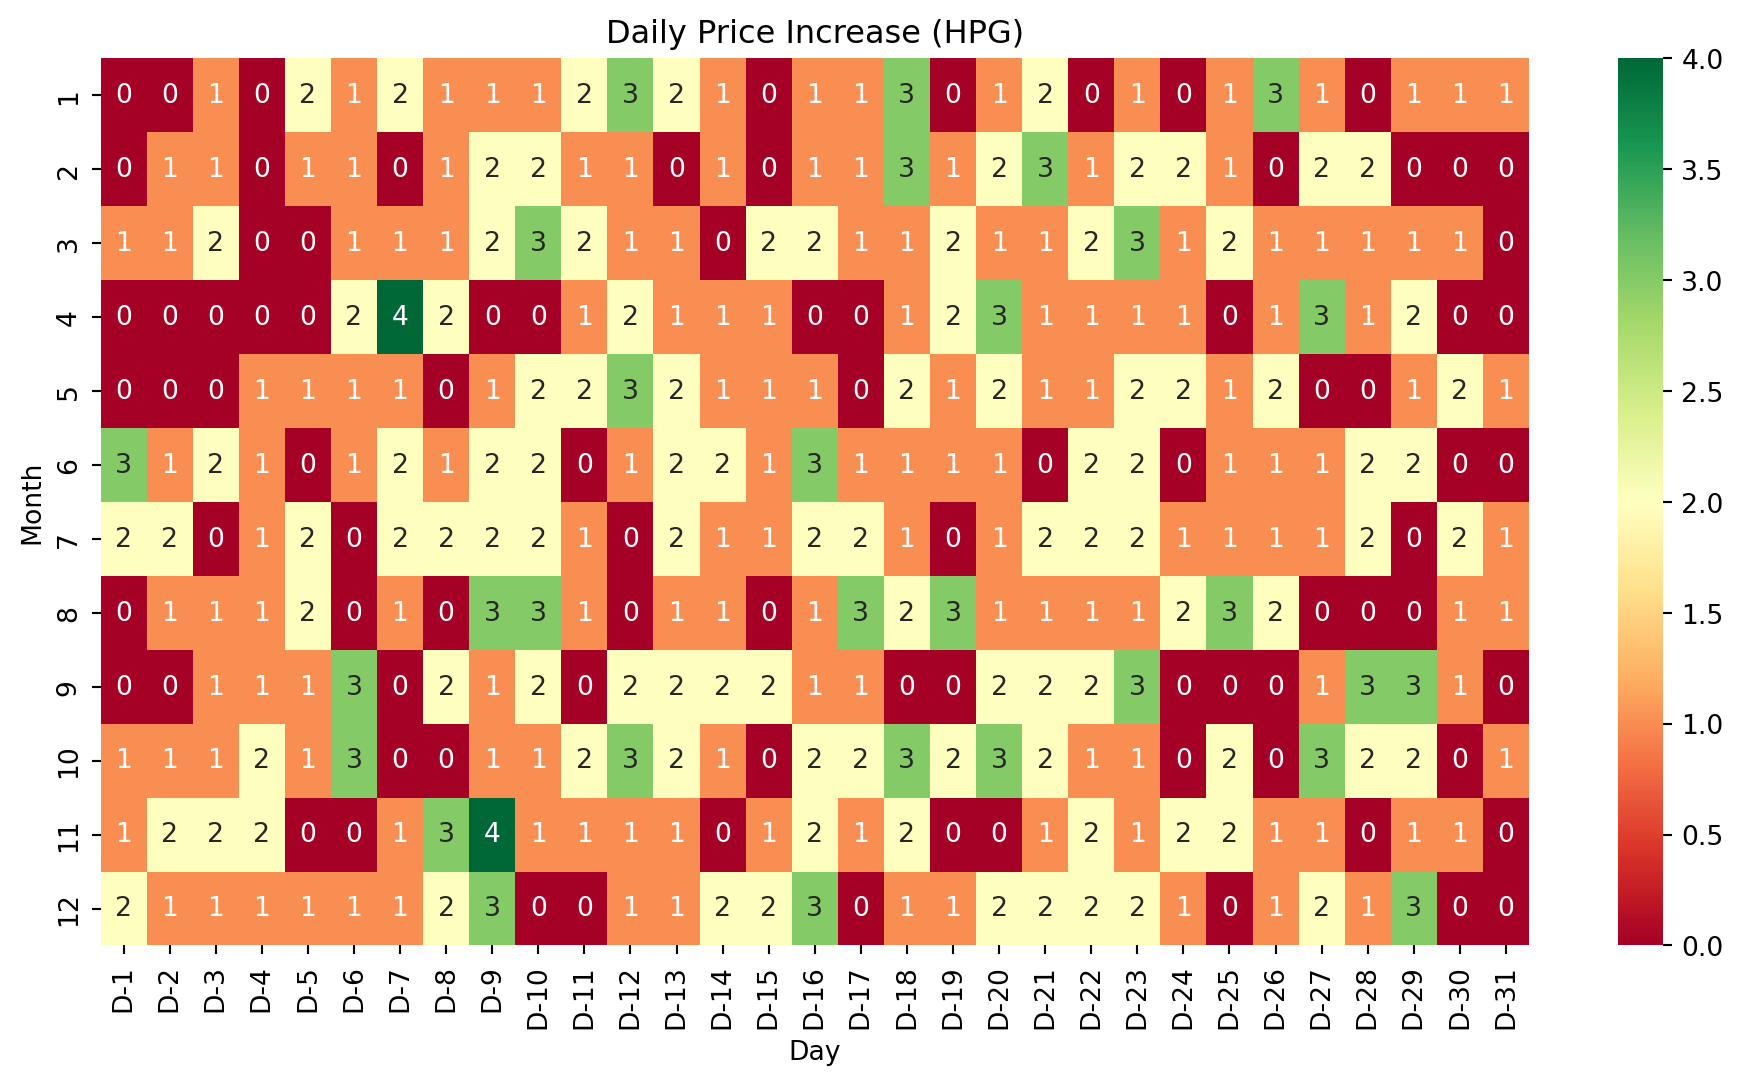 Daily Price Increase (HPG)
1 0 0 1 0 2 1 2 1 1 1 2 3 2 1 0 1 1 3 0 1 2 0 1 0 1 3 1 0 1 1 1
2 0 1 1 0 1 1 0 1 2 2 1 1 0 1 0 1 1 3 1 2 3 1 2 2 1 0 2 2 0 0 0
3 1 1 2 0 0 1 1 1 2 3 2 1 1 0 2 2 1 1 2 1 1 2 3 1 2 1 1 1 1 1 0
4 0 0 0 0 0 2 4 2 0 0 1 2 1 1 1 0 0 1 2 3 1 1 1 1 0 1 3 1 2 0 0
5 0 0 0 1 1 1 1 0 1 2 2 3 2 1 1 1 0 2 1 2 1 1 2 2 1 2 0 0 1 2 1
6 3 1 2 1 0 1 2 1 2 2 0 1 2 2 1 3 1 1 1 1 0 2 2 0 1 1 1 2 2 0 0
7 2 2 0 1 2 0 2 2 2 2 1 0 2 1 1 2 2 1 0 1 2 2 2 1 1 1 1 2 0 2 1
8 0 1 1 1 2 0 1 0 3 3 1 0 1 1 0 1 3 2 3 1 1 1 1 2 3 2 0 0 0 1 1
9 0 0 1 1 1 3 0 2 1 2 0 2 2 2 2 1 1 0 0 2 2 2 3 0 0 0 1 3 3 1 0
10 1 1 1 2 1 3 0 0 1 1 2 3 2 1 0 2 2 3 2 3 2 1 1 0 2 0 3 2 2 0 1
11 1 2 2 2 0 0 1 3 4 1 1 1 1 0 1 2 1 2 0 0 1 2 1 2 2 1 1 0 1 1 0
12 2 1 1 1 1 1 1 2 3 0 0 1 1 2 2 3 0 1 1 2 2 2 2 1 0 1 2 1 3 0 0
Month
D-1 D-2 D-3 D-4 D-5 D-6 D-7 D-8 D-9 D-10 D-11 D-12 D-13 D-14 D-15 D-16 D-17 D-18 D-19 D-20 D-21 D-22 D-23 D-24 D-25 D-26 D-27 D-28 D-29 D-30 D-31
Day
4.0
3.5
3.0
2.5
2.0
1.5
1.0
0.5
0.0